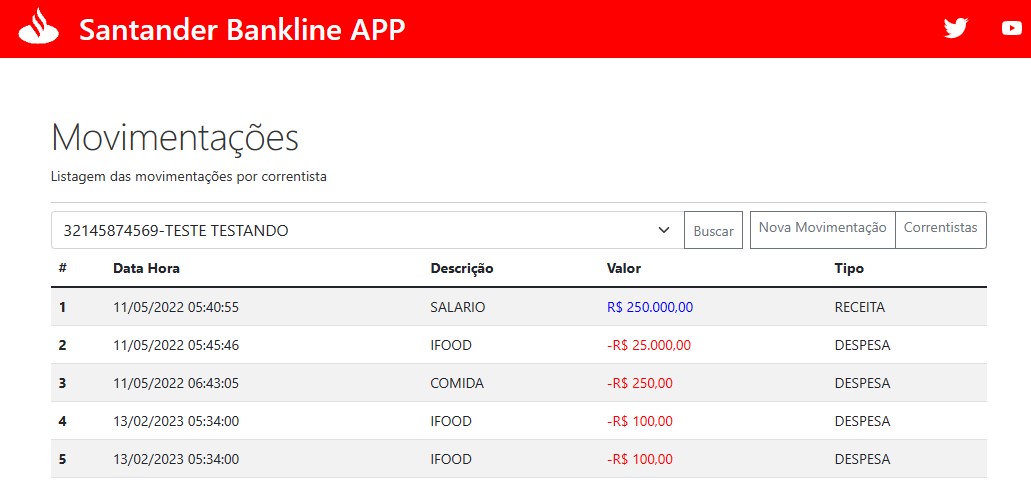 Santander Bankline APP
Movimentações
Listagem das movimentações por correntista
32145874569-TESTE TESTANDO Buscar Nova Movimentação Correntistas
# Data Hora Descrição Valor Tipo
1 11/05/2022 05:40:55 SALARIO R$ 250.000,00 RECEITA
2 11/05/2022 05:45:46 IFOOD -R$ 25.000,00 DESPESA
3 11/05/2022 06:43:05 COMIDA -R$ 250,00 DESPESA
4 13/02/2023 05:34:00 IFOOD -R$ 100,00 DESPESA
5 13/02/2023 05:34:00 IFOOD -R$ 100,00 DESPESA